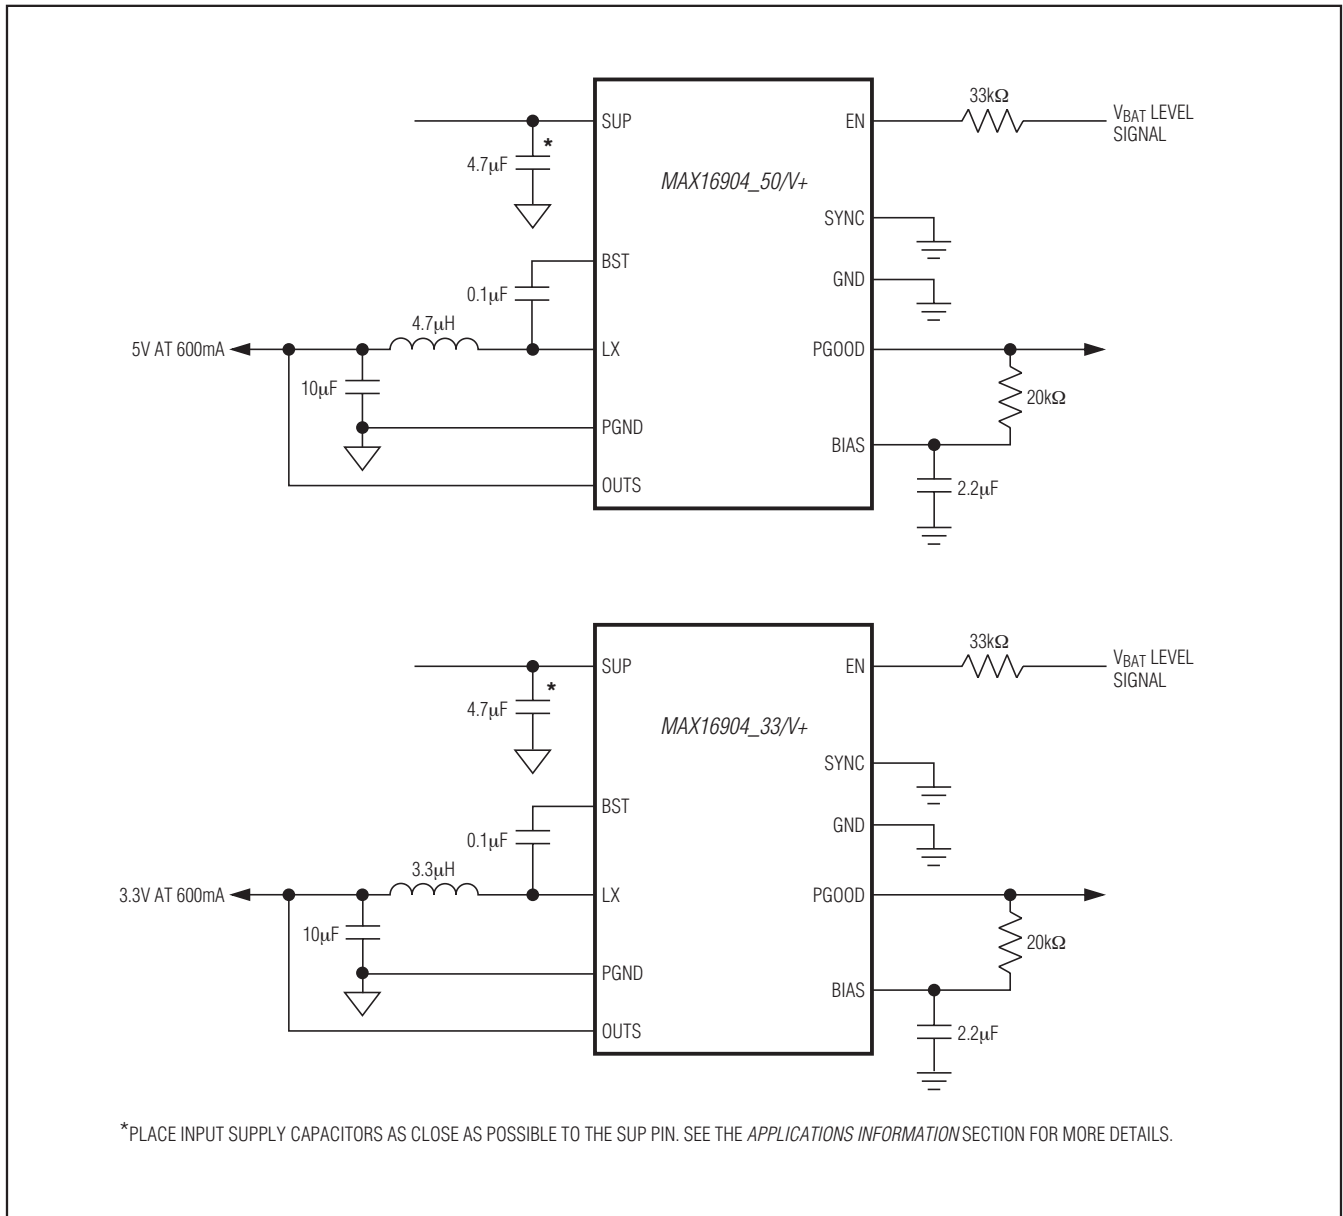 33kΩ
SUP
EN
VBAT LEVEL
SIGNAL
*
4.7µF
MAX16904_50/V+
SYNC
BST
GND
0.1µF
4.7µH
5V AT 600mA
LX
PGOOD
10µF
20kΩ
PGND
BIAS
OUTS
2.2µF
33kΩ
SUP
EN
VBAT LEVEL
SIGNAL
*
4.7µF
MAX16904_33/V+
SYNC
BST
GND
0.1µF
3.3µH
3.3V AT 600mA
LX
PGOOD
10µF
20kΩ
PGND
BIAS
OUTS
2.2µF
*PLACE INPUT SUPPLY CAPACITORS AS CLOSE AS POSSIBLE TO THE SUP PIN. SEE THE APPLICATIONS INFORMATION SECTION FOR MORE DETAILS.